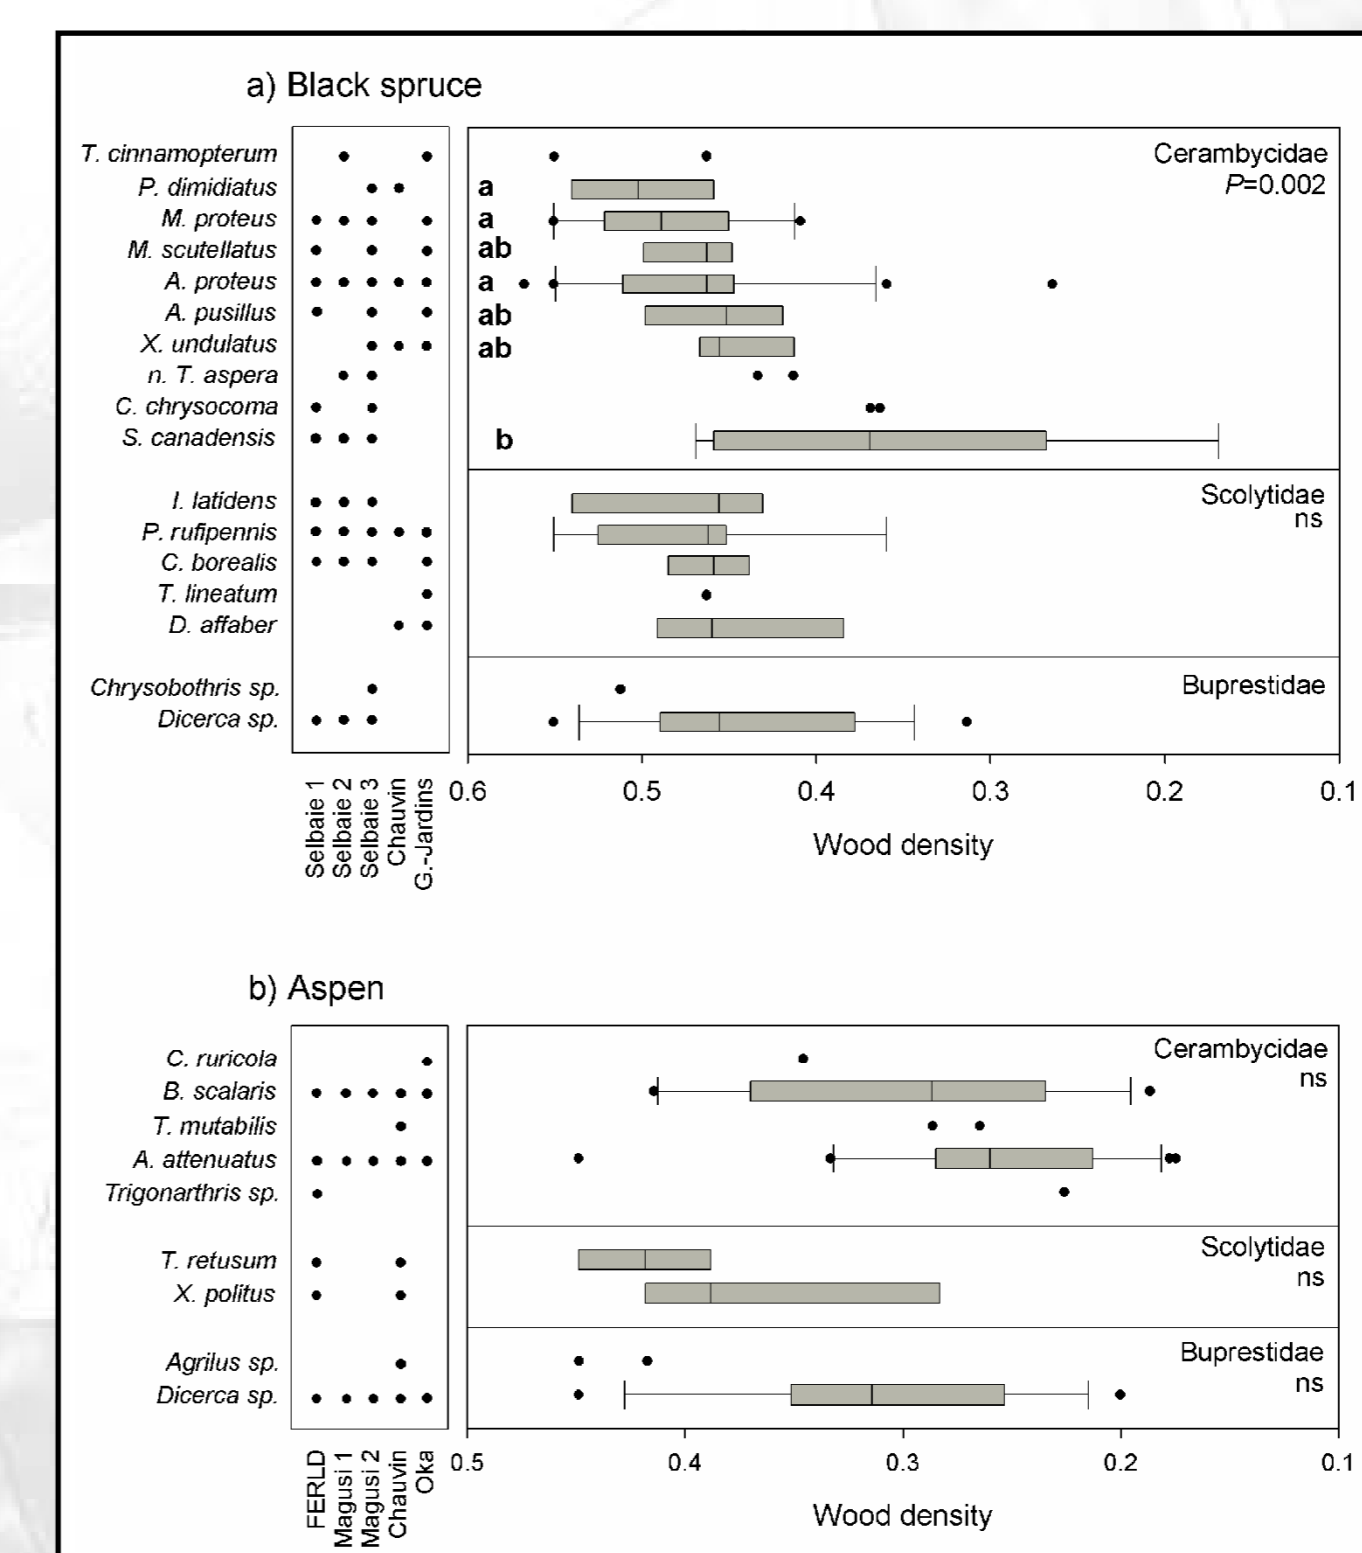 a) Black spruce
T. cinnamopterum
P. dimidiatus
M. proteus
M. scutellatus
A. proteus
A. pusillus
X. undulatus
n. T. aspera
C. chrysocoma
S. canadensis
I. latidens
P. rufipennis
C. borealis
T. lineatum
D. affaber
Chrysobothris sp.
Dicerca sp.
a
a
ab
a
ab
ab
b
Cerambycidae
P=0.002
Scolytidae
ns
Buprestidae
Selbaie 1
Selbaie 2
Selbaie 3
Chauvin
G.-Jardins
0.6 0.5 0.4 0.3 0.2 0.1
Wood density
b) Aspen
C. ruricola
B. scalaris
T. mutabilis
A. attenuatus
Trigonarthris sp.
T. retusum
X. politus
Agrilus sp.
Dicerca sp.
Cerambycidae
ns
Scolytidae
ns
Buprestidae
ns
FERLD
Magusi 1
Magusi 2
Chauvin
Oka
0.5 0.4 0.3 0.2 0.1
Wood density